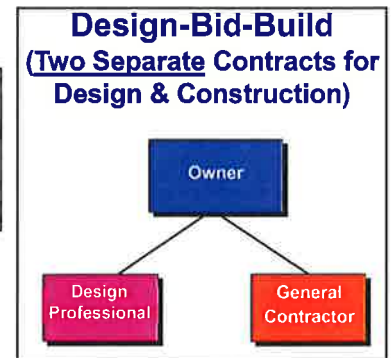 Design-Bid-Build
(Two Separate Contracts for
Design & Construction)
Owner
Design
Professional
General
Contractor